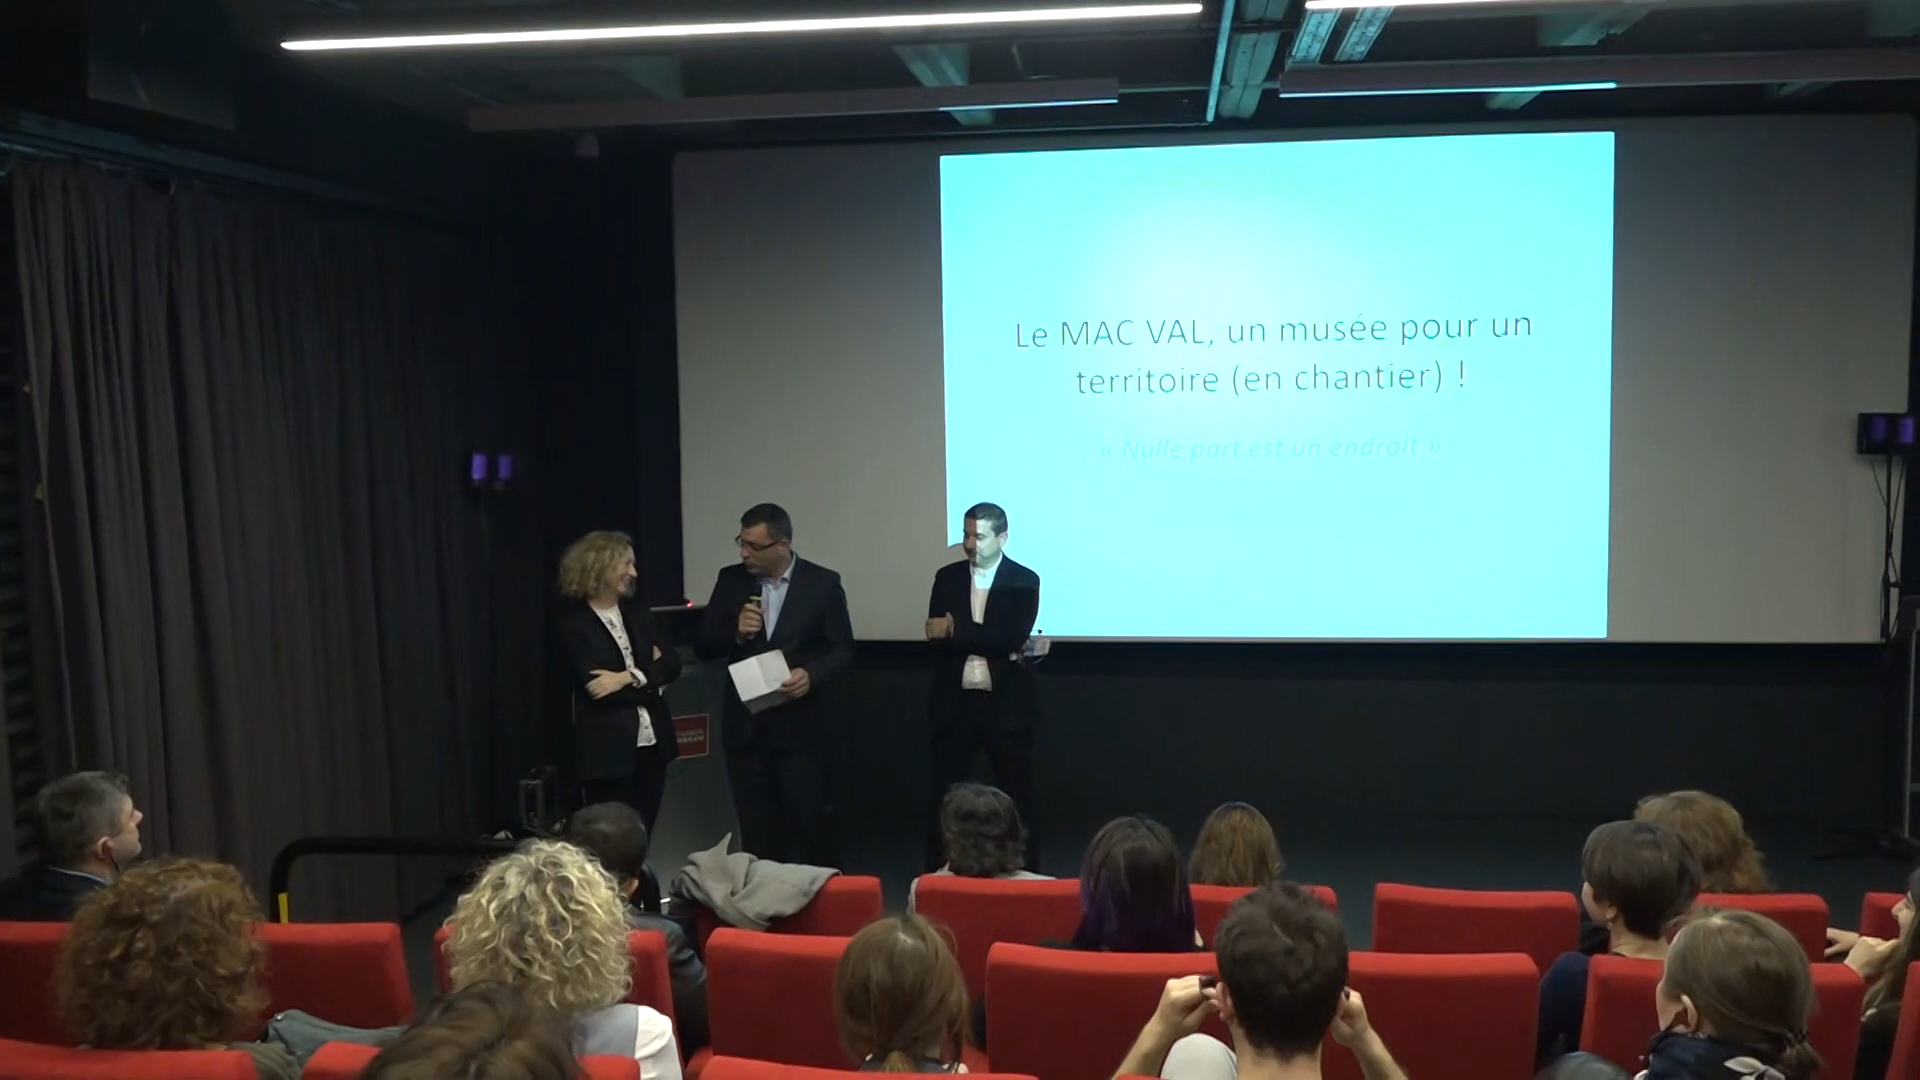 Le MAC VAL, un musée pour un
territoire (en chantier) !
« Nulle part est un endroit »